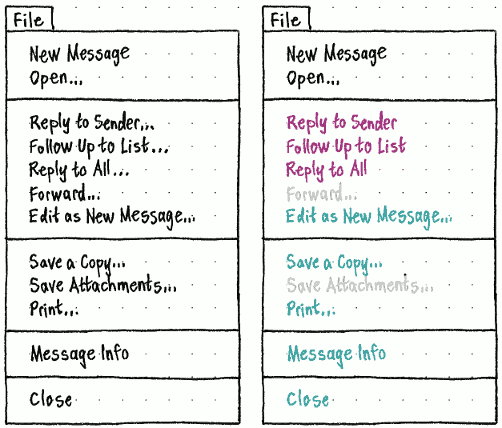 File
New Message
Open...
Reply to Sender...
Follow Up to List...
Reply to All...
Forward...
Edit as New Message...
Save a Copy...
Save Attachments...
Print...
Message Info
Close
File
New Message
Open...
Reply to Sender
Follow Up to List
Reply to All
Forward...
Edit as New Message...
Save a Copy...
Save Attachments...
Print...
Message Info
Close